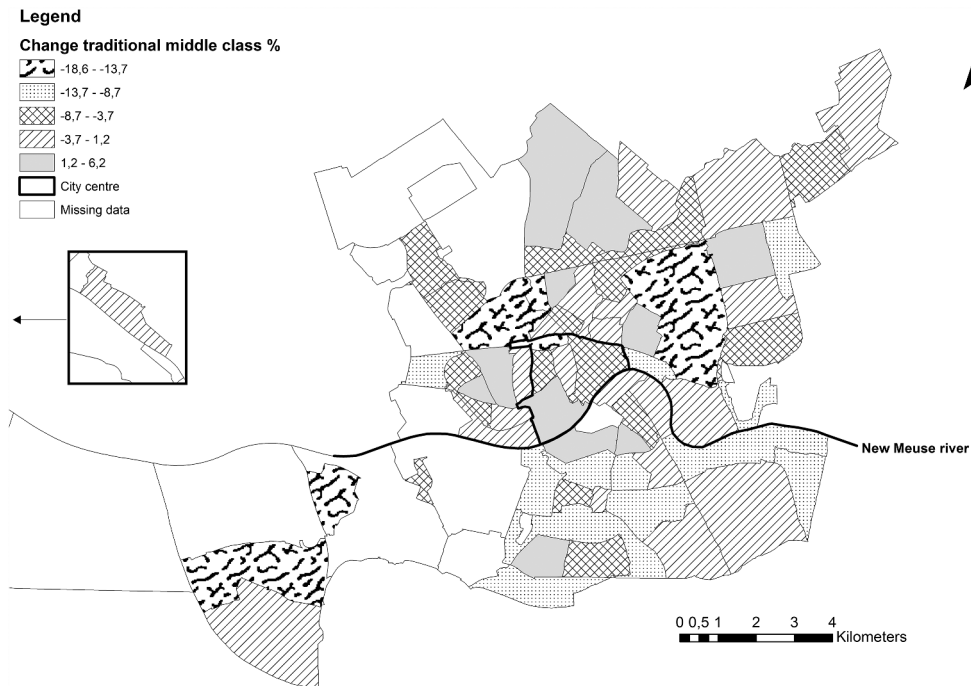 Legend
Change traditional middle class %
-18,6 - -13,7
-13,7 - -8,7
-8,7 - -3,7
-3,7 - 1,2
1,2 - 6,2
City centre
Missing data
New Meuse river
0 0,5 1 2 3 4
Kilometers